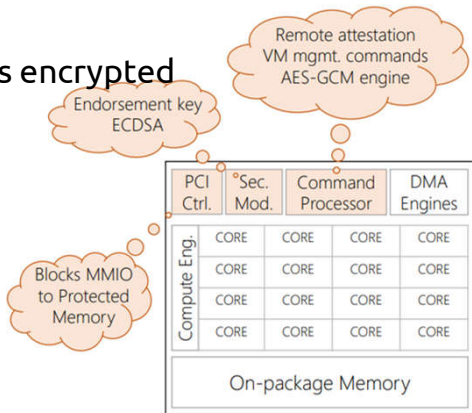 Remote attestation
VM mgmt. commands
AES-GCM engine
s encrypted
Endorsement key
ECDSA
PCI Ctrl.
Sec. Mod.
Command Processor
DMA Engines
Blocks MMIO
to Protected
Memory
Compute Eng.
CORE CORE CORE CORE
CORE CORE CORE CORE
CORE CORE CORE CORE
CORE CORE CORE CORE
On-package Memory